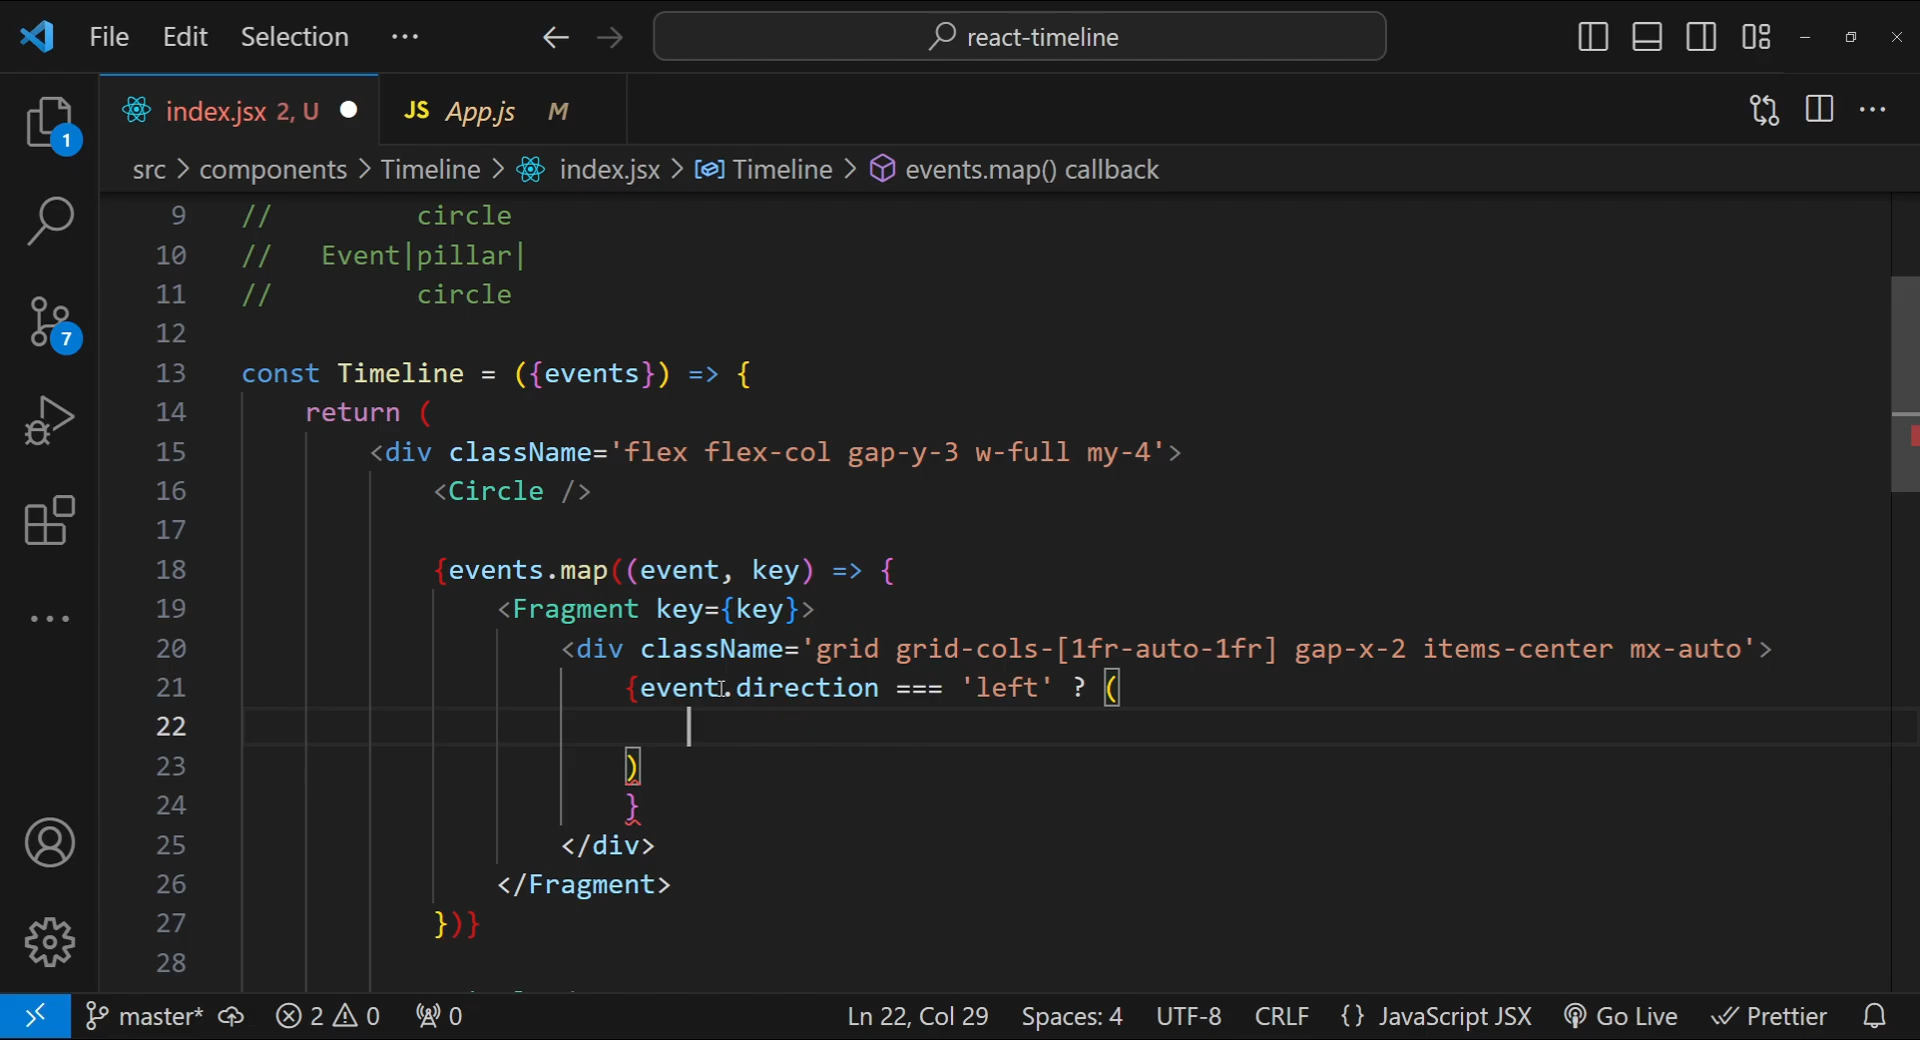 File Edit Selection ··· react-timeline
index.jsx 2, U JS App.js M
1
src > components > Timeline > index.jsx > Timeline > events.map() callback
9 // circle
10 // Event|pillar|
11 // circle
12
13 const Timeline = ({events}) => {
14 return (
15 <div className='flex flex-col gap-y-3 w-full my-4'>
16 <Circle />
17
18 {events.map((event, key) => {
19 <Fragment key={key}>
20 <div className='grid grid-cols-[1fr-auto-1fr] gap-x-2 items-center mx-auto'>
21 {event.direction === 'left' ? (
22
23 )
24 }
25 </div>
26 </Fragment>
27 })}
28
7
master* 2 0 0 Ln 22, Col 29 Spaces: 4 UTF-8 CRLF {} JavaScript JSX Go Live Prettier